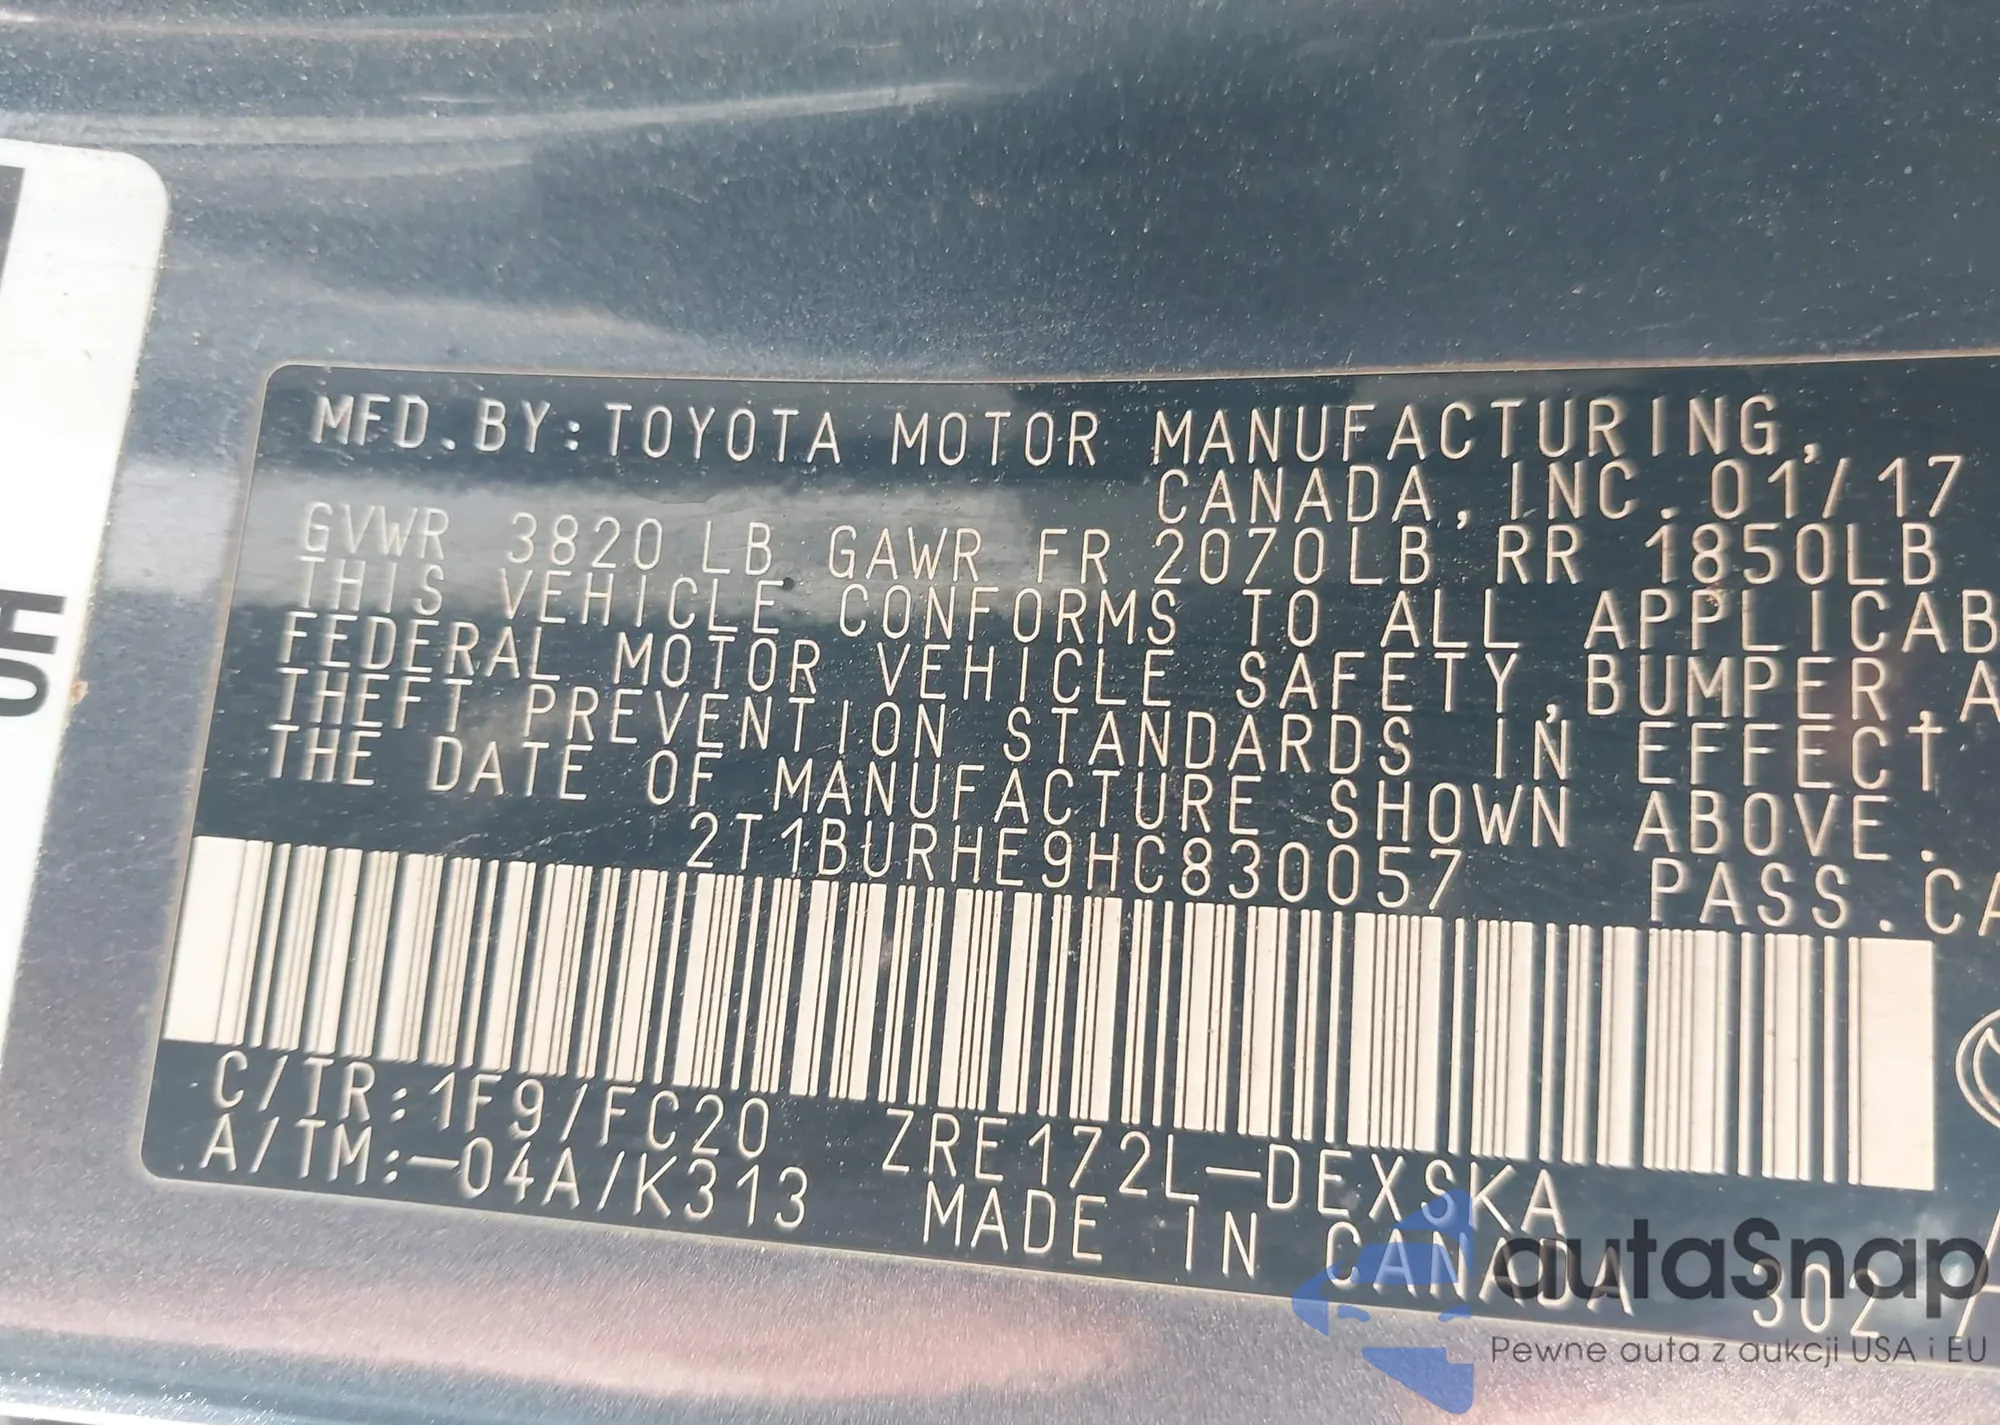 MFD.BY:TOYOTA MOTOR MANUFACTURING,
CANADA,INC.01/17
GVWR 3820LB GAWR FR 2070LB RR 1850LB
THIS VEHICLE CONFORMS TO ALL APPLICAB
FEDERAL MOTOR VEHICLE SAFETY,BUMPER,A
THEFT PREVENTION STANDARDS IN EFFECT
THE DATE OF MANUFACTURE SHOWN ABOVE.
2T1BURHE9HC830057 PASS.CA
C/TR:1F9/FC20 ZRE172L-DEXSKA
A/TM:-04A/K313 MADE IN CANADA 302
autaSnap
Pewne auta z aukcji USA i EU